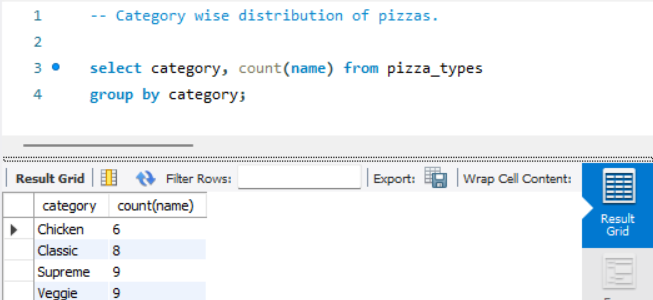 1 -- Category wise distribution of pizzas.
2
3 select category, count(name) from pizza_types
4 group by category;
Result Grid Filter Rows: Export: Wrap Cell Content:
category count(name)
Chicken 6
Classic 8
Supreme 9
Veggie 9
Result
Grid